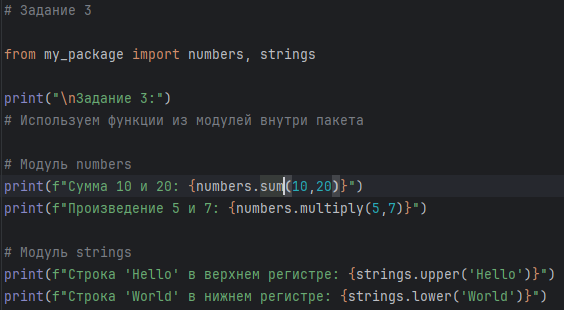 # Задание 3
from my_package import numbers, strings
print("\nЗадание 3:")
# Используем функции из модулей внутри пакета
# Модуль numbers
print(f"Сумма 10 и 20: {numbers.sum(10,20)}")
print(f"Произведение 5 и 7: {numbers.multiply(5,7)}")
# Модуль strings
print(f"Строка 'Hello' в верхнем регистре: {strings.upper('Hello')}")
print(f"Строка 'World' в нижнем регистре: {strings.lower('World')}")